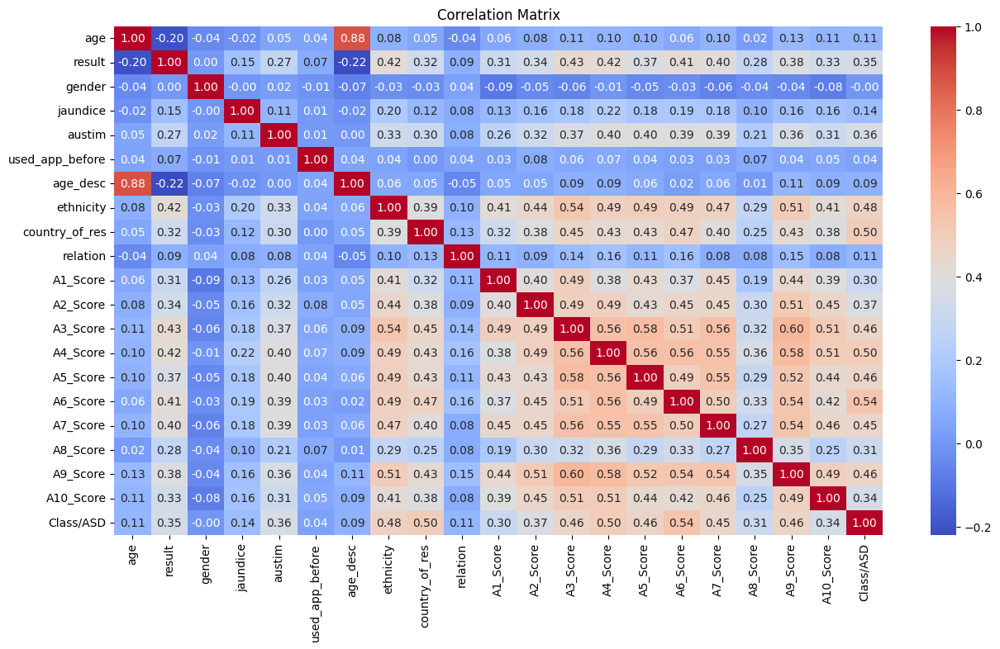 Correlation Matrix
age 1.00 -0.20 -0.04 -0.02 0.05 0.04 0.88 0.08 0.05 -0.04 0.06 0.08 0.11 0.10 0.10 0.06 0.10 0.02 0.13 0.11 0.11
result -0.20 1.00 0.00 0.15 0.27 0.07 -0.22 0.42 0.32 0.09 0.31 0.34 0.43 0.42 0.37 0.41 0.40 0.28 0.38 0.33 0.35
gender -0.04 0.00 1.00 -0.00 0.02 -0.01 -0.07 -0.03 -0.03 0.04 -0.09 -0.05 -0.06 -0.01 -0.05 -0.03 -0.06 -0.04 -0.04 -0.08 -0.00
jaundice -0.02 0.15 -0.00 1.00 0.11 0.01 -0.02 0.20 0.12 0.08 0.13 0.16 0.18 0.22 0.18 0.19 0.18 0.10 0.16 0.16 0.14
austim 0.05 0.27 0.02 0.11 1.00 0.01 0.00 0.33 0.30 0.08 0.26 0.32 0.37 0.40 0.40 0.39 0.39 0.21 0.36 0.31 0.36
used_app_before 0.04 0.07 -0.01 0.01 0.01 1.00 0.04 0.04 0.00 0.04 0.03 0.08 0.06 0.07 0.04 0.03 0.03 0.07 0.04 0.05 0.04
age_desc 0.88 -0.22 -0.07 -0.02 0.00 0.04 1.00 0.06 0.05 -0.05 0.05 0.05 0.09 0.09 0.06 0.02 0.06 0.01 0.11 0.09 0.09
ethnicity 0.08 0.42 -0.03 0.20 0.33 0.04 0.06 1.00 0.39 0.10 0.41 0.44 0.54 0.49 0.49 0.49 0.47 0.29 0.51 0.41 0.48
country_of_res 0.05 0.32 -0.03 0.12 0.30 0.00 0.05 0.39 1.00 0.13 0.32 0.38 0.45 0.43 0.43 0.47 0.40 0.25 0.43 0.38 0.50
relation -0.04 0.09 0.04 0.08 0.08 0.04 -0.05 0.10 0.13 1.00 0.11 0.09 0.14 0.16 0.11 0.16 0.08 0.08 0.15 0.08 0.11
A1_Score 0.06 0.31 -0.09 0.13 0.26 0.03 0.05 0.41 0.32 0.11 1.00 0.40 0.49 0.38 0.43 0.37 0.45 0.19 0.44 0.39 0.30
A2_Score 0.08 0.34 -0.05 0.16 0.32 0.08 0.05 0.44 0.38 0.09 0.40 1.00 0.49 0.49 0.43 0.45 0.45 0.30 0.51 0.45 0.37
A3_Score 0.11 0.43 -0.06 0.18 0.37 0.06 0.09 0.54 0.45 0.14 0.49 0.49 1.00 0.56 0.58 0.51 0.56 0.32 0.60 0.51 0.46
A4_Score 0.10 0.42 -0.01 0.22 0.40 0.07 0.09 0.49 0.43 0.16 0.38 0.49 0.56 1.00 0.56 0.56 0.55 0.36 0.58 0.51 0.50
A5_Score 0.10 0.37 -0.05 0.18 0.40 0.04 0.06 0.49 0.43 0.11 0.43 0.43 0.58 0.56 1.00 0.49 0.55 0.29 0.52 0.44 0.46
A6_Score 0.06 0.41 -0.03 0.19 0.39 0.03 0.02 0.49 0.47 0.16 0.37 0.45 0.51 0.56 0.49 1.00 0.50 0.33 0.54 0.42 0.54
A7_Score 0.10 0.40 -0.06 0.18 0.39 0.03 0.06 0.47 0.40 0.08 0.45 0.45 0.56 0.55 0.55 0.50 1.00 0.27 0.54 0.46 0.45
A8_Score 0.02 0.28 -0.04 0.10 0.21 0.07 0.01 0.29 0.25 0.08 0.19 0.30 0.32 0.36 0.29 0.33 0.27 1.00 0.35 0.25 0.31
A9_Score 0.13 0.38 -0.04 0.16 0.36 0.04 0.11 0.51 0.43 0.15 0.44 0.51 0.60 0.58 0.52 0.54 0.54 0.35 1.00 0.49 0.46
A10_Score 0.11 0.33 -0.08 0.16 0.31 0.05 0.09 0.41 0.38 0.08 0.39 0.45 0.51 0.51 0.44 0.42 0.46 0.25 0.49 1.00 0.34
Class/ASD 0.11 0.35 -0.00 0.14 0.36 0.04 0.09 0.48 0.50 0.11 0.30 0.37 0.46 0.50 0.46 0.54 0.45 0.31 0.46 0.34 1.00
age
result
gender
jaundice
austim
used_app_before
age_desc
ethnicity
country_of_res
relation
A1_Score
A2_Score
A3_Score
A4_Score
A5_Score
A6_Score
A7_Score
A8_Score
A9_Score
A10_Score
Class/ASD
1.0
0.8
0.6
0.4
0.2
0.0
−0.2